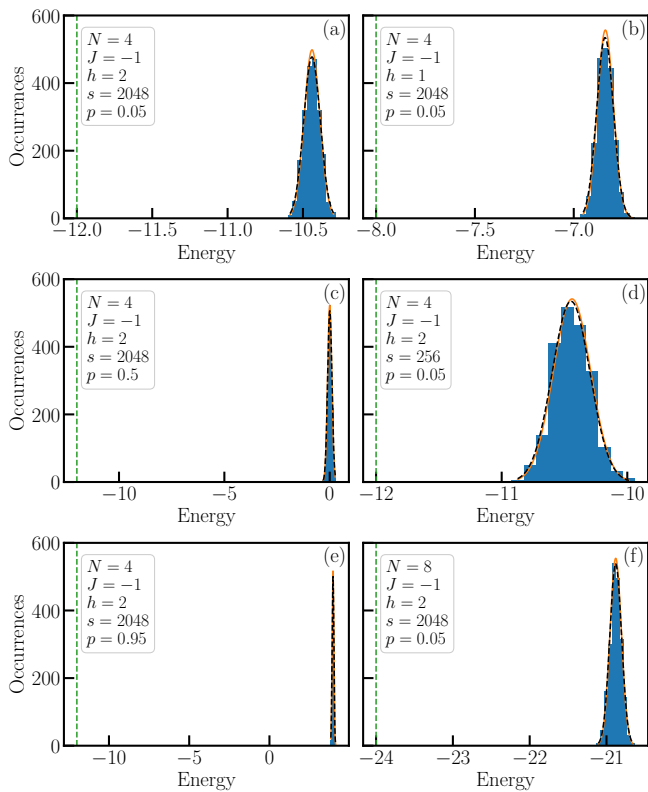 600
400
200
0
Occurrences
(a)
N = 4
J = −1
h = 2
s = 2048
p = 0.05
−12.0
−11.5
−11.0
−10.5
Energy
(b)
N = 4
J = −1
h = 1
s = 2048
p = 0.05
−8.0
−7.5
−7.0
Energy
600
400
200
0
Occurrences
(c)
N = 4
J = −1
h = 2
s = 2048
p = 0.5
−10
−5
0
Energy
(d)
N = 4
J = −1
h = 2
s = 256
p = 0.05
−12
−11
−10
Energy
600
400
200
0
Occurrences
(e)
N = 4
J = −1
h = 2
s = 2048
p = 0.95
−10
−5
0
Energy
(f)
N = 8
J = −1
h = 2
s = 2048
p = 0.05
−24
−23
−22
−21
Energy